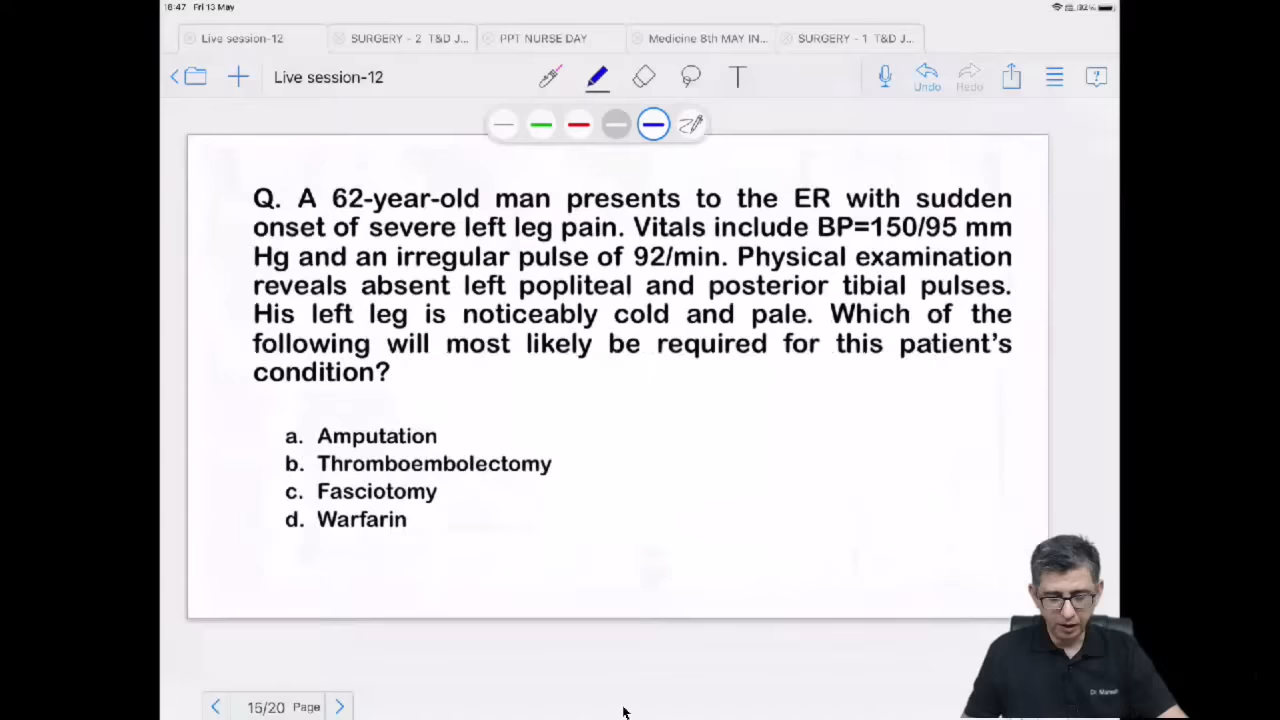 18:47 Fri 13 May
92%
Live session-12
SURGERY - 2 T&D J...
PPT NURSE DAY
Medicine 8th MAY IN...
SURGERY - 1 T&D J...
Live session-12
T
Undo
Redo
Q. A 62-year-old man presents to the ER with sudden
onset of severe left leg pain. Vitals include BP=150/95 mm
Hg and an irregular pulse of 92/min. Physical examination
reveals absent left popliteal and posterior tibial pulses.
His left leg is noticeably cold and pale. Which of the
following will most likely be required for this patient's
condition?
a. Amputation
b. Thromboembolectomy
c. Fasciotomy
d. Warfarin
15/20 Page